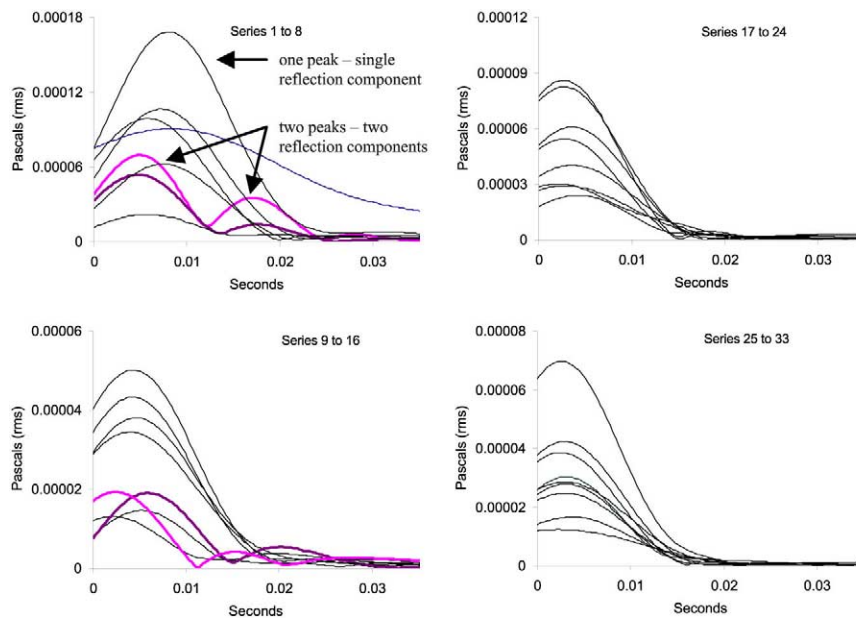 0.00018
0.00012
0.00006
0
Pascals (rms)
Series 1 to 8
one peak – single
reflection component
two peaks – two
reflection components
0 0.01 0.02 0.03
Seconds
0.00012
0.00009
0.00006
0.00003
0
Pascals (rms)
Series 17 to 24
0 0.01 0.02 0.03
Seconds
0.00006
0.00004
0.00002
0
Pascals (rms)
Series 9 to 16
0 0.01 0.02 0.03
Seconds
0.00008
0.00006
0.00004
0.00002
0
Pascals (rms)
Series 25 to 33
0 0.01 0.02 0.03
Seconds